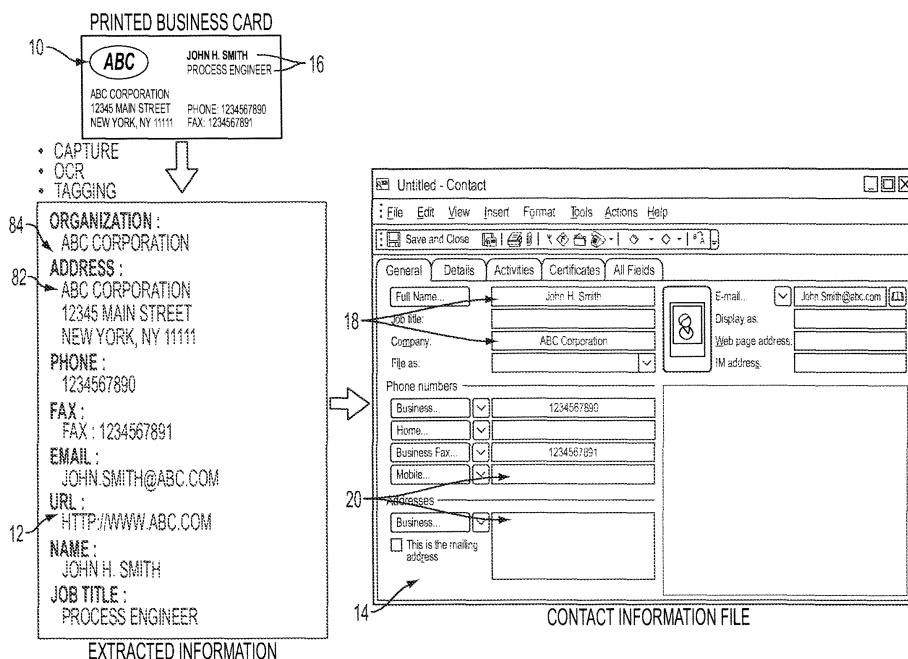 PRINTED BUSINESS CARD
10
ABC
JOHN H. SMITH
PROCESS ENGINEER
16
ABC CORPORATION
12345 MAIN STREET
NEW YORK, NY 11111
PHONE: 1234567890
FAX: 1234567891
• CAPTURE
• OCR
• TAGGING
84
ORGANIZATION :
ABC CORPORATION
82
ADDRESS :
ABC CORPORATION
12345 MAIN STREET
NEW YORK, NY 11111
PHONE :
1234567890
FAX :
FAX : 1234567891
EMAIL :
JOHN.SMITH@ABC.COM
URL :
12
HTTP://WWW.ABC.COM
NAME :
JOHN H. SMITH
JOB TITLE :
PROCESS ENGINEER
EXTRACTED INFORMATION
Untitled - Contact
File Edit View Insert Format Tools Actions Help
Save and Close
General Details Activities Certificates All Fields
Full Name... John H. Smith
18
Job title:
Company: ABC Corporation
File as:
E-mail... John Smith@abc.com
Display as:
Web page address:
IM address:
Phone numbers
Business... 1234567890
Home...
Business Fax... 1234567891
Mobile...
20
Addresses
Business...
This is the mailing
address
14
CONTACT INFORMATION FILE